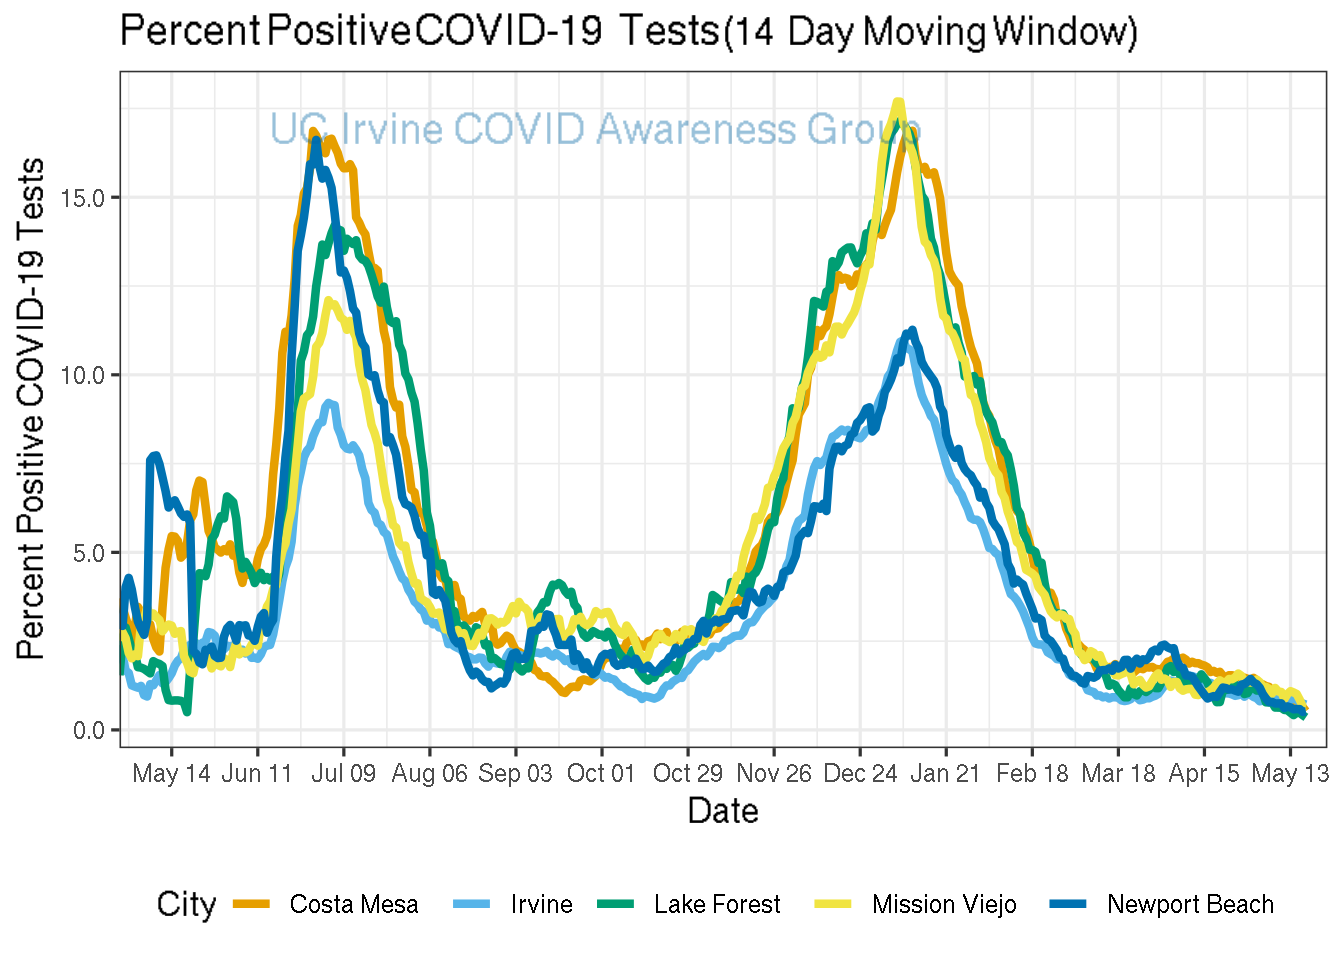 Percent Positive COVID-19 Tests(14 Day Moving Window)
UC Irvine COVID Awareness Group
Percent Positive COVID-19 Tests
15.0
10.0
5.0
0.0
May 14 Jun 11 Jul 09 Aug 06 Sep 03 Oct 01 Oct 29 Nov 26 Dec 24 Jan 21 Feb 18 Mar 18 Apr 15 May 13
Date
City Costa Mesa Irvine Lake Forest Mission Viejo Newport Beach